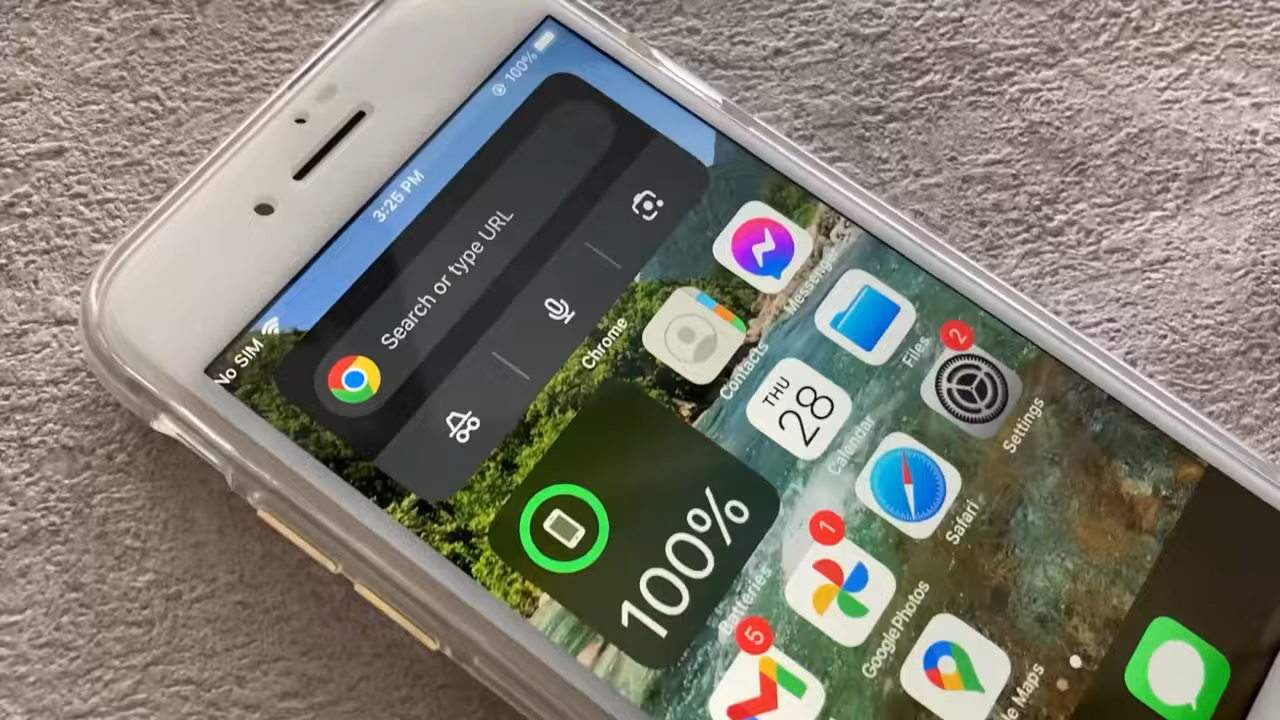 No SIM
3:25 PM
100%
Search or type URL
Chrome
Messenger
Contacts
Files
THU
28
Calendar
2
Settings
100%
Batteries
Safari
1
Google Photos
5
le Maps